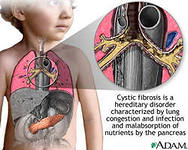 Cystic fibrosis is a
hereditary disorder
characterized by lung
congestion and infection
and malabsorption of
nutrients by the pancreas
ADAM.